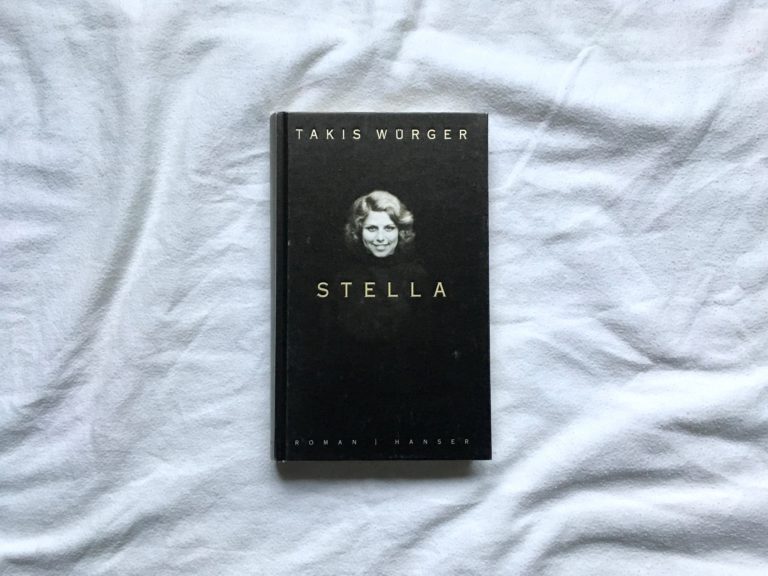 TAKIS WÜRGER
STELLA
ROMAN | HANSER